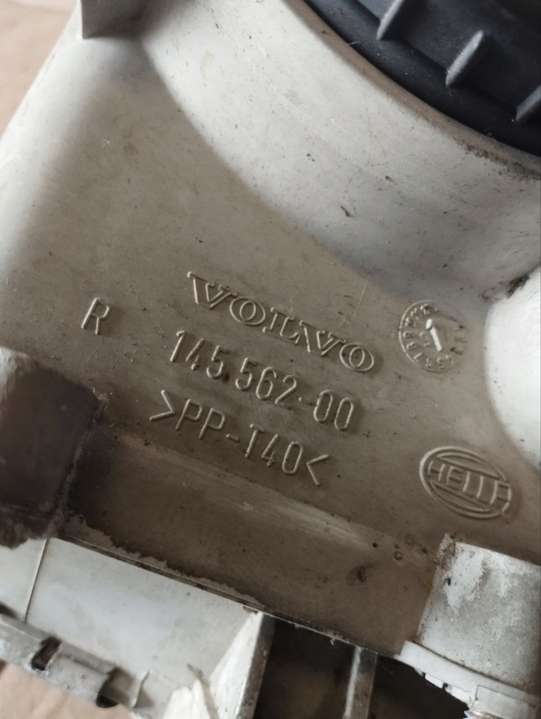 VOLVO
R
145.562-00
>PP-T40<
HELLA